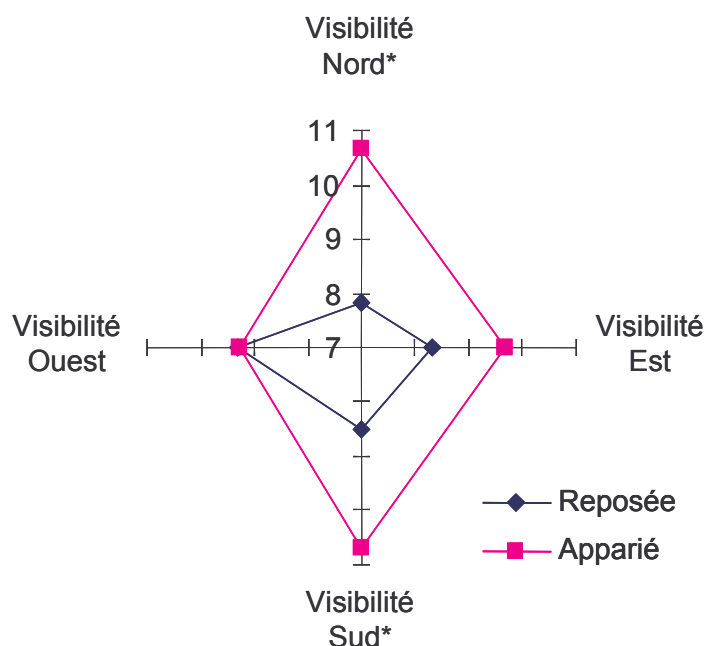 Visibilité
Nord*
11
10
9
8
7
Visibilité
Ouest
Visibilité
Est
Reposée
Apparié
Visibilité
Sud*